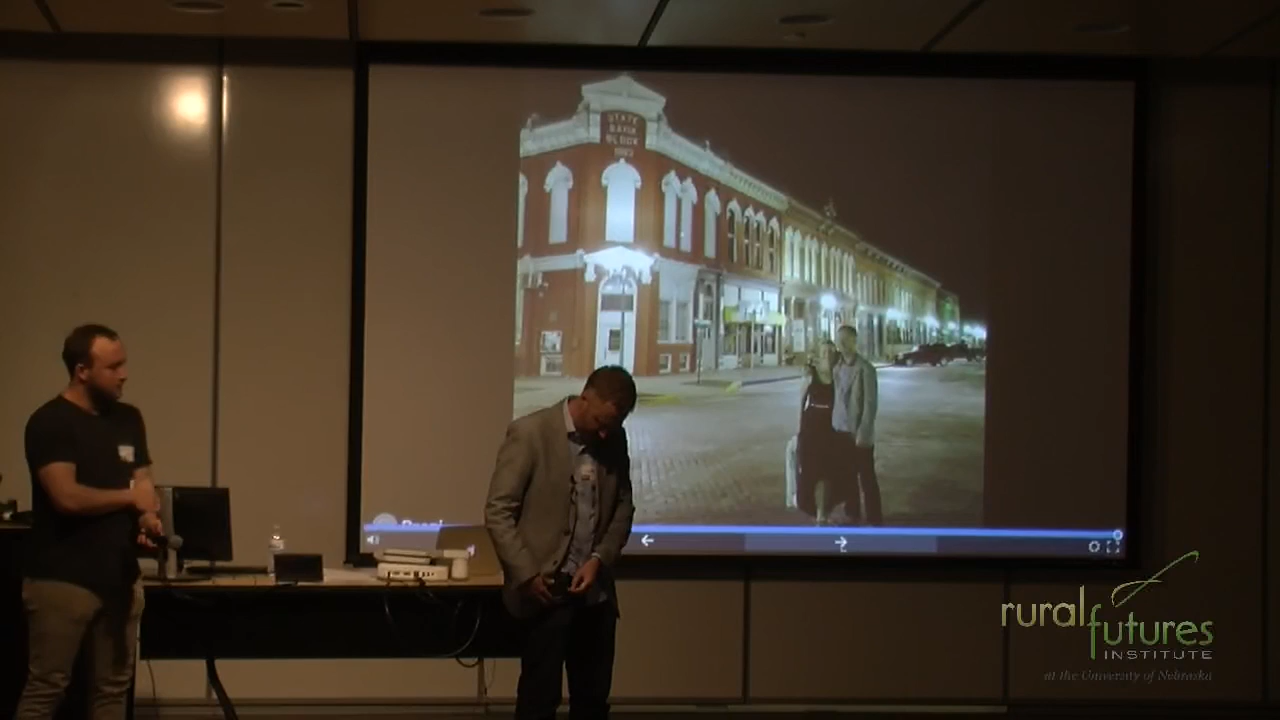 STATE
BANK
BLOCK
rural
futures
INSTITUTE
at the University of Nebraska